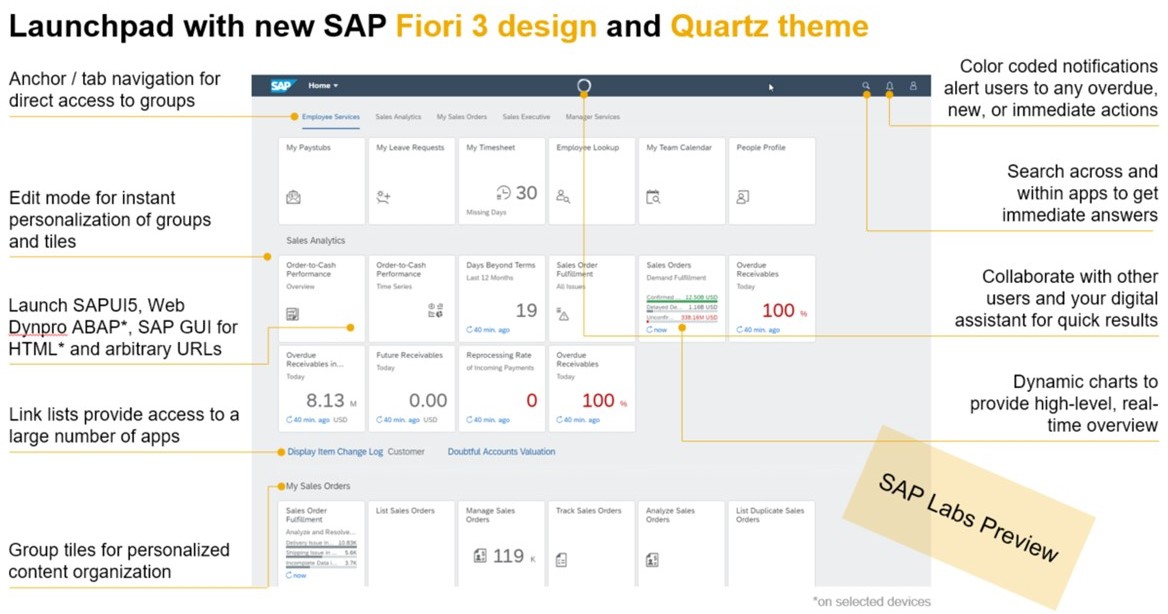 Launchpad with new SAP Fiori 3 design and Quartz theme
Anchor / tab navigation for
direct access to groups
Edit mode for instant
personalization of groups
and tiles
Launch SAPUI5, Web
Dynpro ABAP*, SAP GUI for
HTML* and arbitrary URLs
Link lists provide access to a
large number of apps
Group tiles for personalized
content organization
SAP Home
Employee Services Sales Analytics My Sales Orders Sales Executive Manager Services
My Paystubs My Leave Requests My Timesheet Employee Lookup My Team Calendar People Profile
30
Missing Days
Sales Analytics
Order-to-Cash
Performance
Overview
Order-to-Cash
Performance
Time Series
Days Beyond Terms
Last 12 Months
19
40 min. ago
Sales Order
Fulfillment
All Issues
Sales Orders
Demand Fulfillment
Confirmed ... 12.50B USD
Delayed De... 1.16B USD
Unconfi... 338.16M USD
now
Overdue
Receivables
Today
100 %
40 min. ago
Overdue
Receivables in...
Today
8.13 M
40 min. ago USD
Future Receivables
Today
0.00
40 min. ago USD
Reprocessing Rate
of Incoming Payments
0
40 min. ago
Overdue
Receivables
Today
100 %
40 min. ago
Display Item Change Log Customer Doubtful Accounts Valuation
My Sales Orders
Sales Order
Fulfillment
Analyze and Resolve...
Delivery Issue in... 10.83K
Shipping Issue in ... 5.6K
Incomplete Data i... 3.7K
now
List Sales Orders
Manage Sales
Orders
119 K
Track Sales Orders
Analyze Sales
Orders
List Duplicate Sales
Orders
Color coded notifications
alert users to any overdue,
new, or immediate actions
Search across and
within apps to get
immediate answers
Collaborate with other
users and your digital
assistant for quick results
Dynamic charts to
provide high-level, real-
time overview
SAP Labs Preview
*on selected devices